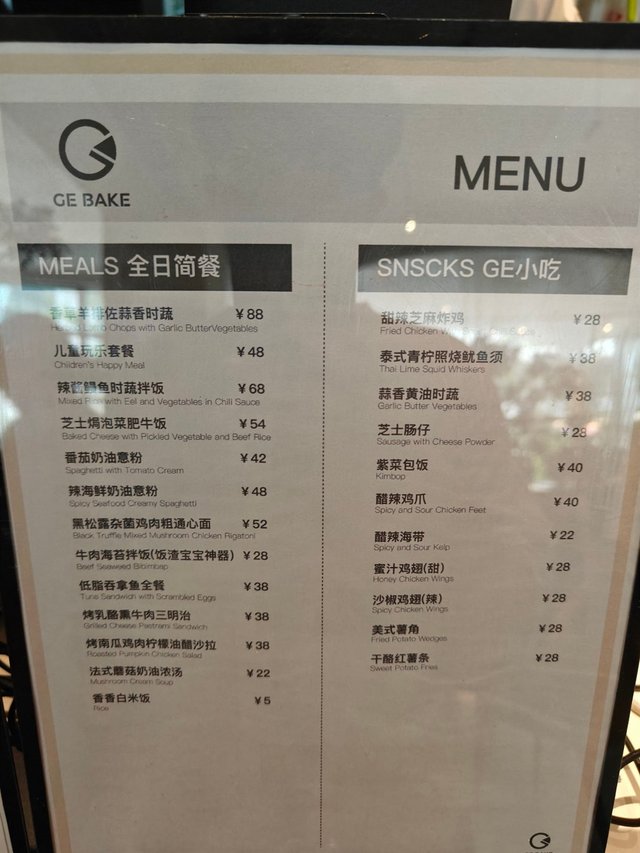 GE BAKE
MENU
MEALS 全日简餐
香草羊排佐蒜香时蔬 ¥88
Lamb Chops with Garlic ButterVegetables
儿童玩乐套餐 ¥48
Children's Happy Meal
辣酱鳗鱼时蔬拌饭 ¥68
Mixed Rice with Eel and Vegetables in Chili Sauce
芝士焗泡菜肥牛饭 ¥54
Baked Cheese with Pickled Vegetable and Beef Rice
番茄奶油意粉 ¥42
Spaghetti with Tomato Cream
辣海鲜奶油意粉 ¥48
Spicy Seafood Creamy Spaghetti
黑松露杂菌鸡肉粗通心面 ¥52
Black Truffle Mixed Mushroom Chicken Rigatoni
牛肉海苔拌饭(饭渣宝宝神器) ¥28
Beef Seaweed Bibimbap
低脂吞拿鱼全餐 ¥38
Tuna Sandwich with Scrambled Eggs
烤乳酪熏牛肉三明治 ¥38
Grilled Cheese Pastrami Sandwich
烤南瓜鸡肉柠檬油醋沙拉 ¥38
Roasted Pumpkin Chicken Salad
法式蘑菇奶油浓汤 ¥22
Mushroom Cream Soup
香香白米饭 ¥5
Rice
SNSCKS GE小吃
甜辣芝麻炸鸡 ¥28
Fried Chicken with
泰式青柠照烧鱿鱼须 ¥38
Thai Lime Squid Whiskers
蒜香黄油时蔬 ¥38
Garlic Butter Vegetables
芝士肠仔 ¥28
Sausage with Cheese Powder
紫菜包饭 ¥40
Kimbop
醋辣鸡爪 ¥40
Spicy and Sour Chicken Feet
醋辣海带 ¥22
Spicy and Sour Kelp
蜜汁鸡翅(甜) ¥28
Honey Chicken Wings
沙椒鸡翅(辣) ¥28
Spicy Chicken Wings
美式薯角 ¥28
Fried Potato Wedges
干酪红薯条 ¥28
Sweet Potato Fries